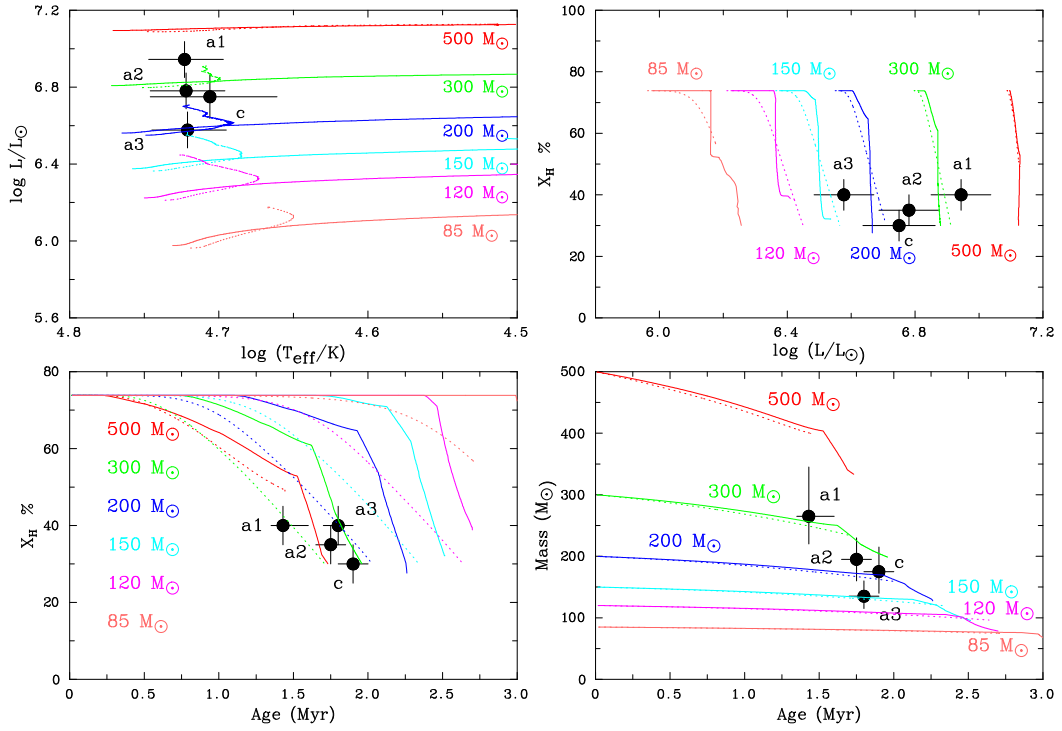 7.2
6.8
6.4
6.0
5.6
log L/L☉
4.8
4.7
4.6
4.5
log (T_eff/K)
500 M☉
300 M☉
200 M☉
150 M☉
120 M☉
85 M☉
a1
a2
c
a3
100
80
60
40
20
0
X_H %
6.0
6.4
6.8
7.2
log (L/L☉)
85 M☉
150 M☉
300 M☉
a3
a2
a1
c
120 M☉
200 M☉
500 M☉
80
60
40
20
0
X_H %
0
0.5
1.0
1.5
2.0
2.5
3.0
Age (Myr)
500 M☉
300 M☉
200 M☉
150 M☉
120 M☉
85 M☉
a1
a3
a2
c
500
400
300
200
100
0
Mass (M☉)
0
0.5
1.0
1.5
2.0
2.5
3.0
Age (Myr)
500 M☉
300 M☉
a1
200 M☉
a2
c
150 M☉
120 M☉
a3
85 M☉